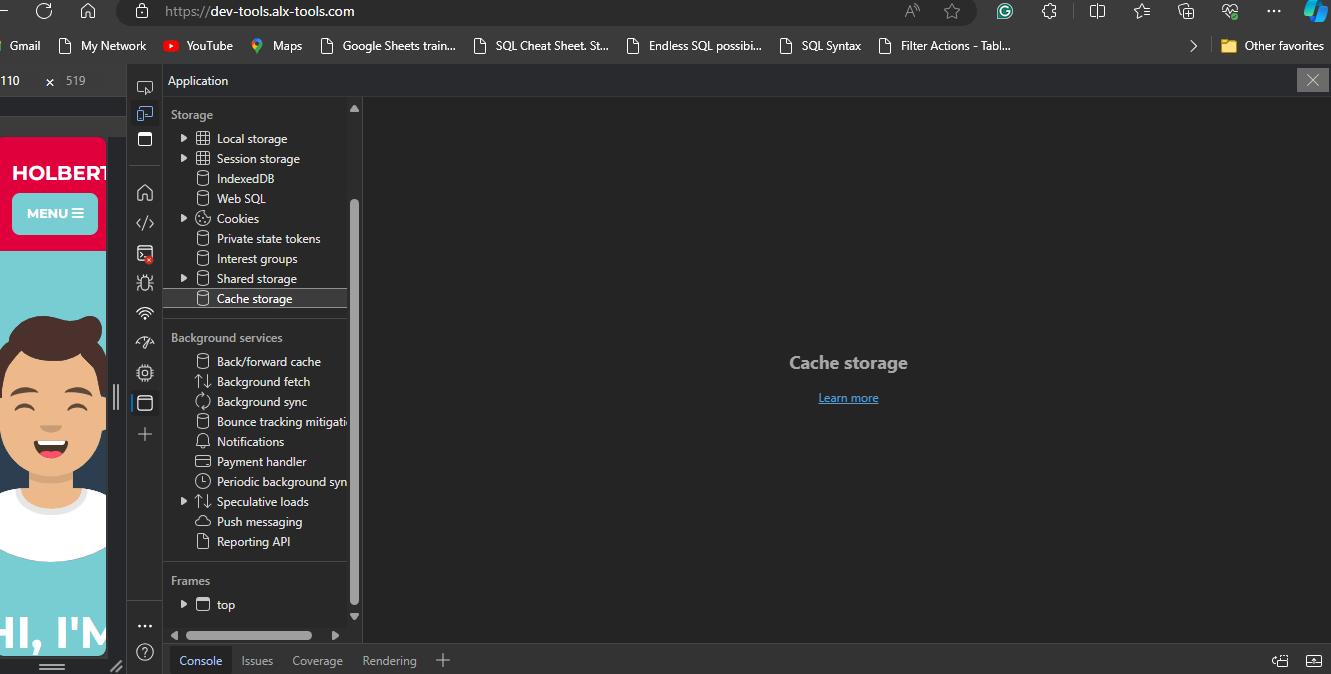 https://dev-tools.alx-tools.com
Gmail My Network YouTube Maps Google Sheets train... SQL Cheat Sheet. St... Endless SQL possibi... SQL Syntax Filter Actions - Tabl... Other favorites
110 × 519
Application
HOLBERT
MENU
HI, I'M
Storage
Local storage
Session storage
IndexedDB
Web SQL
Cookies
Private state tokens
Interest groups
Shared storage
Cache storage
Background services
Back/forward cache
Background fetch
Background sync
Bounce tracking mitigati
Notifications
Payment handler
Periodic background syn
Speculative loads
Push messaging
Reporting API
Frames
top
Cache storage
Learn more
Console Issues Coverage Rendering